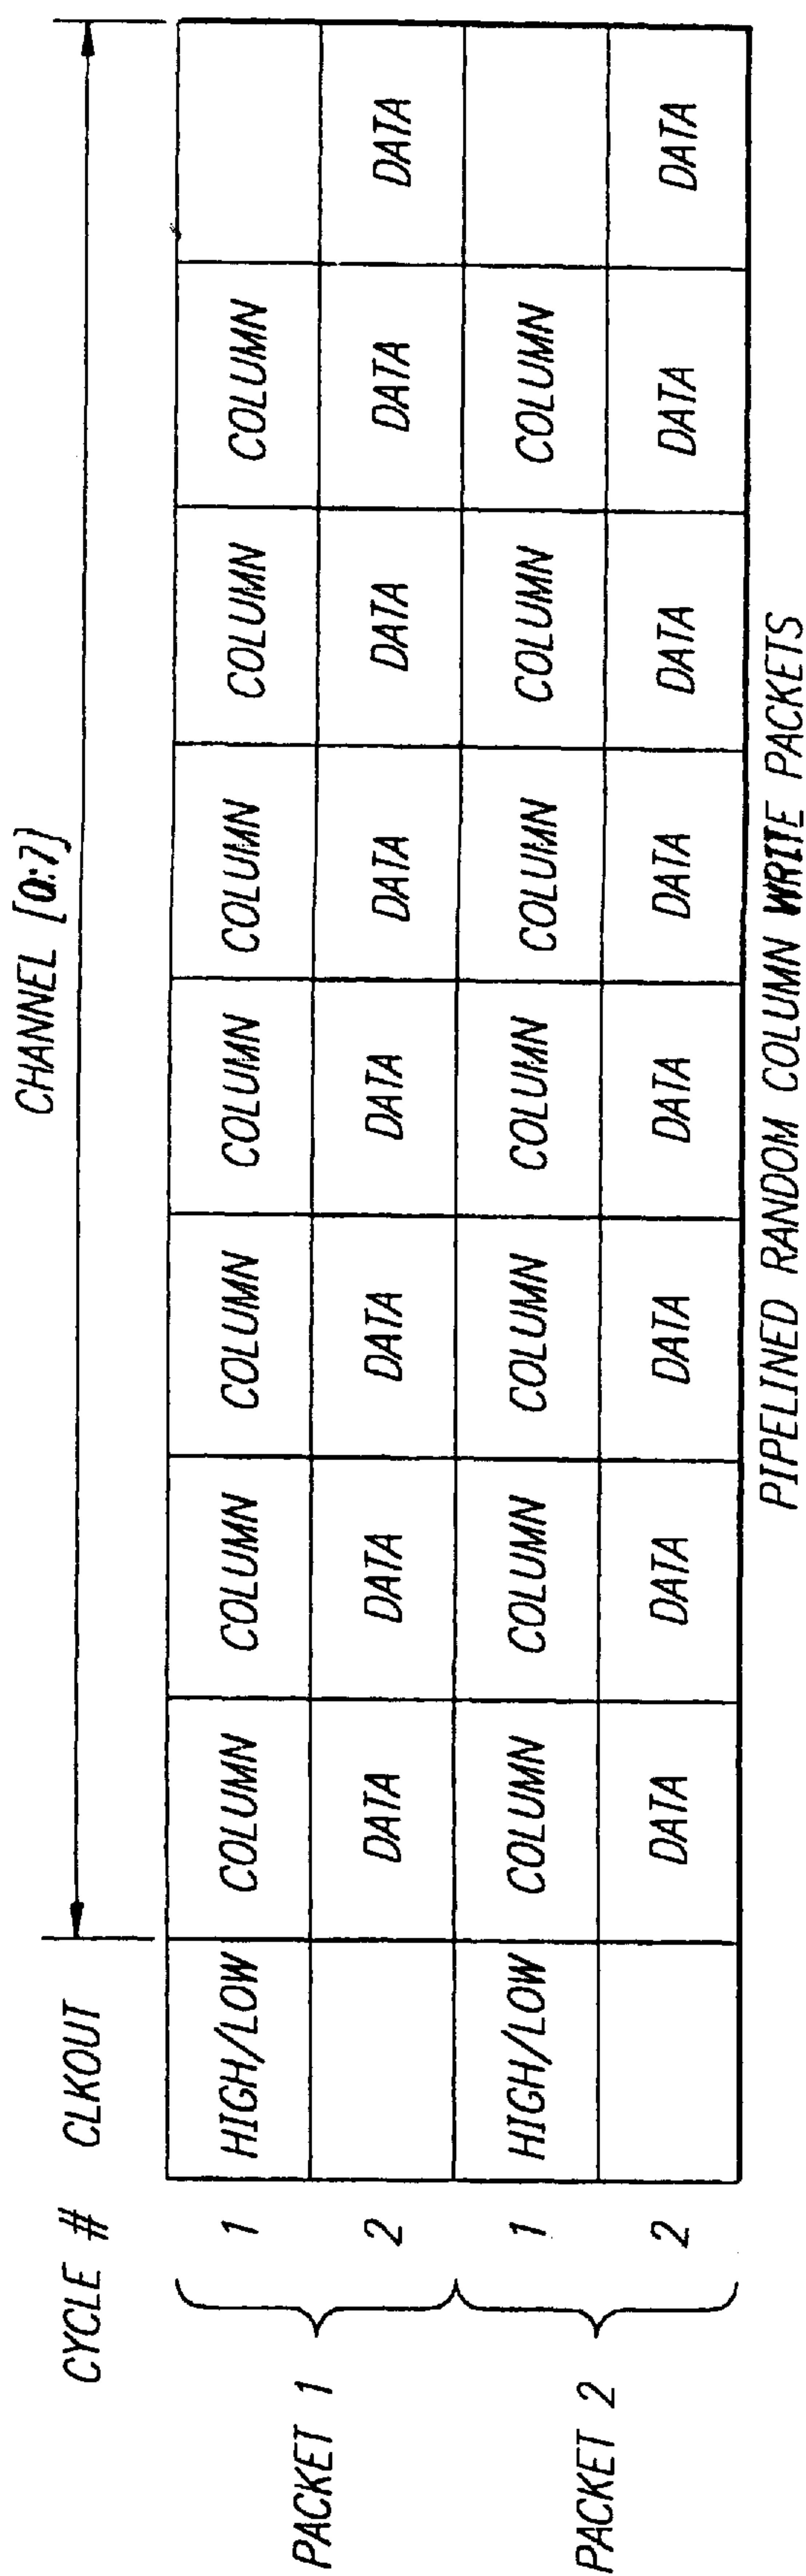 CHANNEL [0:7]
CYCLE # CLKOUT
PACKET 1
1 HIGH/LOW COLUMN COLUMN COLUMN COLUMN COLUMN COLUMN COLUMN
2 DATA DATA DATA DATA DATA DATA DATA DATA
PACKET 2
1 HIGH/LOW COLUMN COLUMN COLUMN COLUMN COLUMN COLUMN COLUMN
2 DATA DATA DATA DATA DATA DATA DATA DATA
PIPELINED RANDOM COLUMN WRITE PACKETS